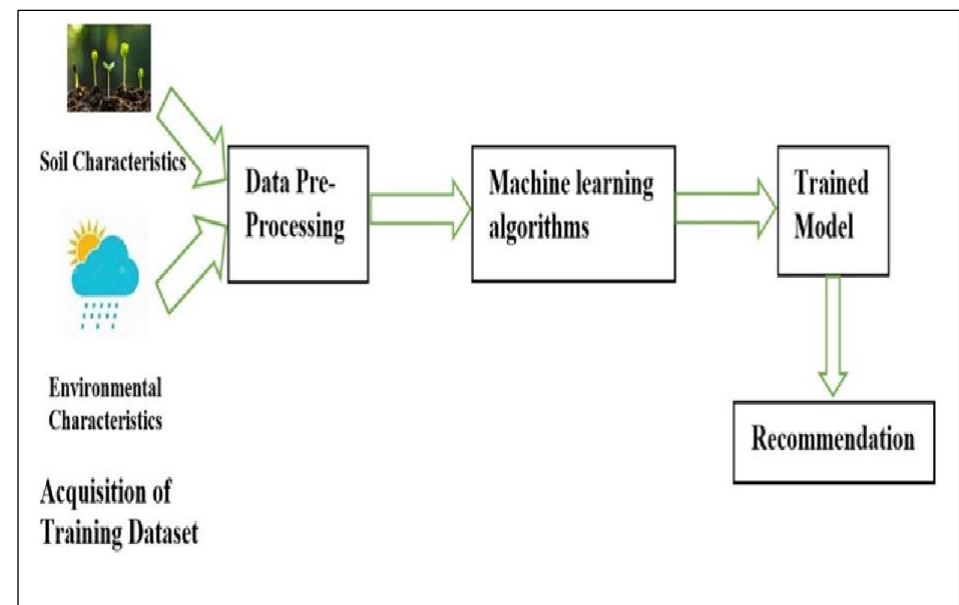 Soil Characteristics
Environmental
Characteristics
Acquisition of
Training Dataset
Data Pre-
Processing
Machine learning
algorithms
Trained
Model
Recommendation